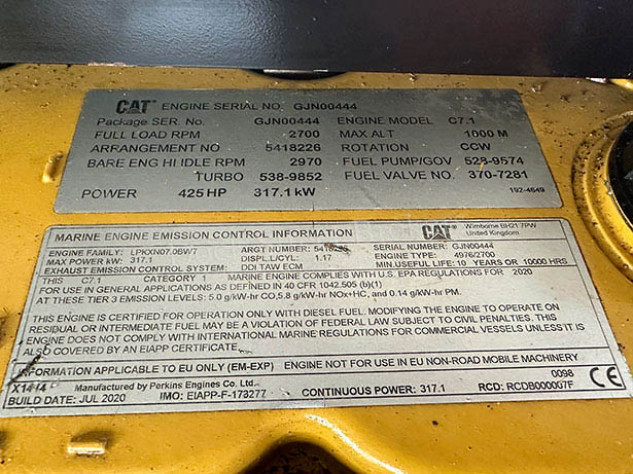 CAT ENGINE SERIAL NO: GJN00444
Package SER. No. GJN00444 ENGINE MODEL C7.1
FULL LOAD RPM 2700 MAX ALT 1000 M
ARRANGEMENT NO 5418226 ROTATION CCW
BARE ENG HI IDLE RPM 2970 FUEL PUMP/GOV 523-9574
TURBO 538-9852 FUEL VALVE NO. 370-7281
POWER 425 HP 317.1 kW 192-4649
MARINE ENGINE EMISSION CONTROL INFORMATION CAT Wimborne BH21 7PW
United Kingdom
ENGINE FAMILY: LPKXN07.0BW7 ARGT NUMBER: SERIAL NUMBER: GJN00444
MAX POWER kW: 317.1 DISPL./CYL: 1.17 ENGINE TYPE: 4976/2700
EXHAUST EMISSION CONTROL SYSTEM: DDI TAW ECM MIN.USEFUL LIFE: 10 YEARS OR 10000 HRS
THIS C7.1 CATEGORY 1 MARINE ENGINE COMPLIES WITH U.S. EPA REGULATIONS FOR 2020
FOR USE IN GENERAL APPLICATIONS AS DEFINED IN 40 CFR 1042.505 (b)(1)
AT THESE TIER 3 EMISSION LEVELS: 5.0 g/kW-hr CO,5.8 g/kW-hr NOx+HC, and 0.14 g/kW-hr PM.
THIS ENGINE IS CERTIFIED FOR OPERATION ONLY WITH DIESEL FUEL. MODIFYING THE ENGINE TO OPERATE ON
RESIDUAL OR INTERMEDIATE FUEL MAY BE A VIOLATION OF FEDERAL LAW SUBJECT TO CIVIL PENALTIES. THIS
ENGINE DOES NOT COMPLY WITH INTERNATIONAL MARINE REGULATIONS FOR COMMERCIAL VESSELS UNLESS IT IS
ALSO COVERED BY AN EIAPP CERTIFICATE.
INFORMATION APPLICABLE TO EU ONLY (EM-EXP) ENGINE NOT FOR USE IN EU NON-ROAD MOBILE MACHINERY
X1414 Manufactured by Perkins Engines Co. Ltd. 0098 CE
BUILD DATE: JUL 2020 IMO: EIAPP-F-173277 CONTINUOUS POWER: 317.1 RCD: RCDB00007F